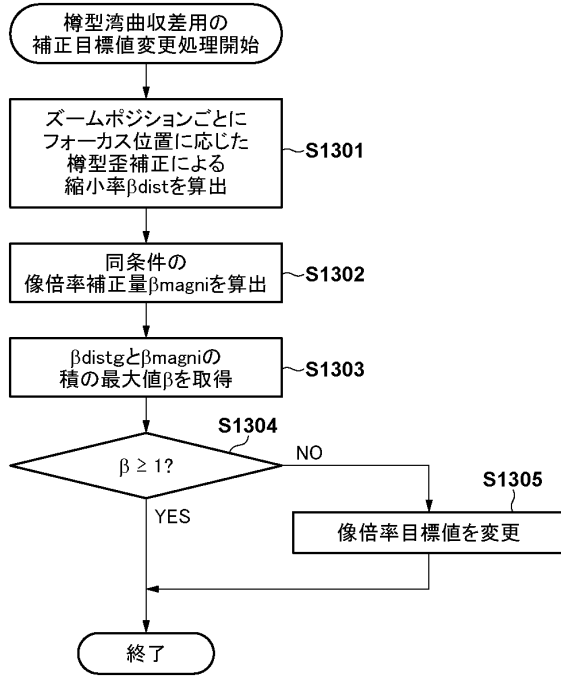 樽型湾曲収差用の
補正目標値変更処理開始
ズームポジションごとに
フォーカス位置に応じた
樽型歪補正による
縮小率βdistを算出
S1301
同条件の
像倍率補正量βmagniを算出
S1302
βdistgとβmagniの
積の最大値βを取得
S1303
S1304
β ≥ 1?
NO
YES
S1305
像倍率目標値を変更
終了